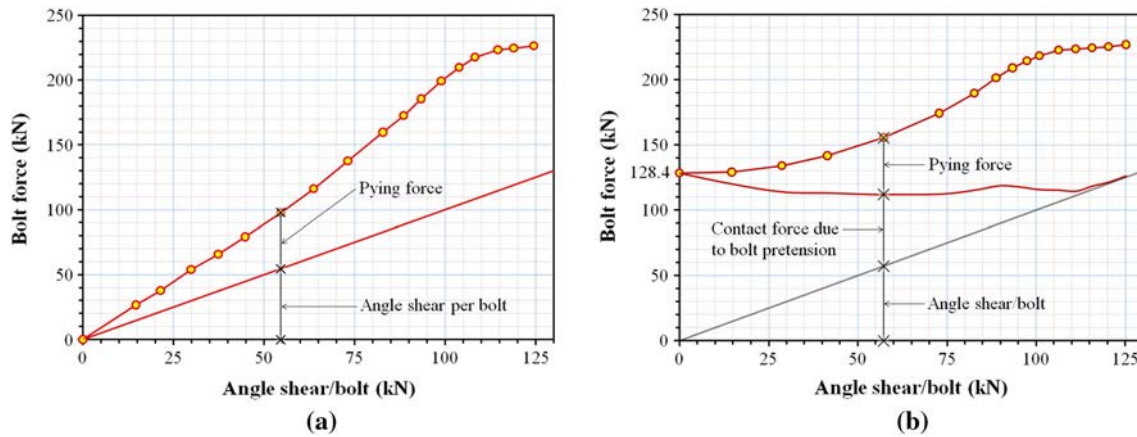 250
200
150
100
50
0
Bolt force (kN)
Pying force
Angle shear per bolt
0 25 50 75 100 125
Angle shear/bolt (kN)
(a)
250
200
150
128.4
100
50
0
Bolt force (kN)
Pying force
Contact force due
to bolt pretension
Angle shear/bolt
0 25 50 75 100 125
Angle shear/bolt (kN)
(b)